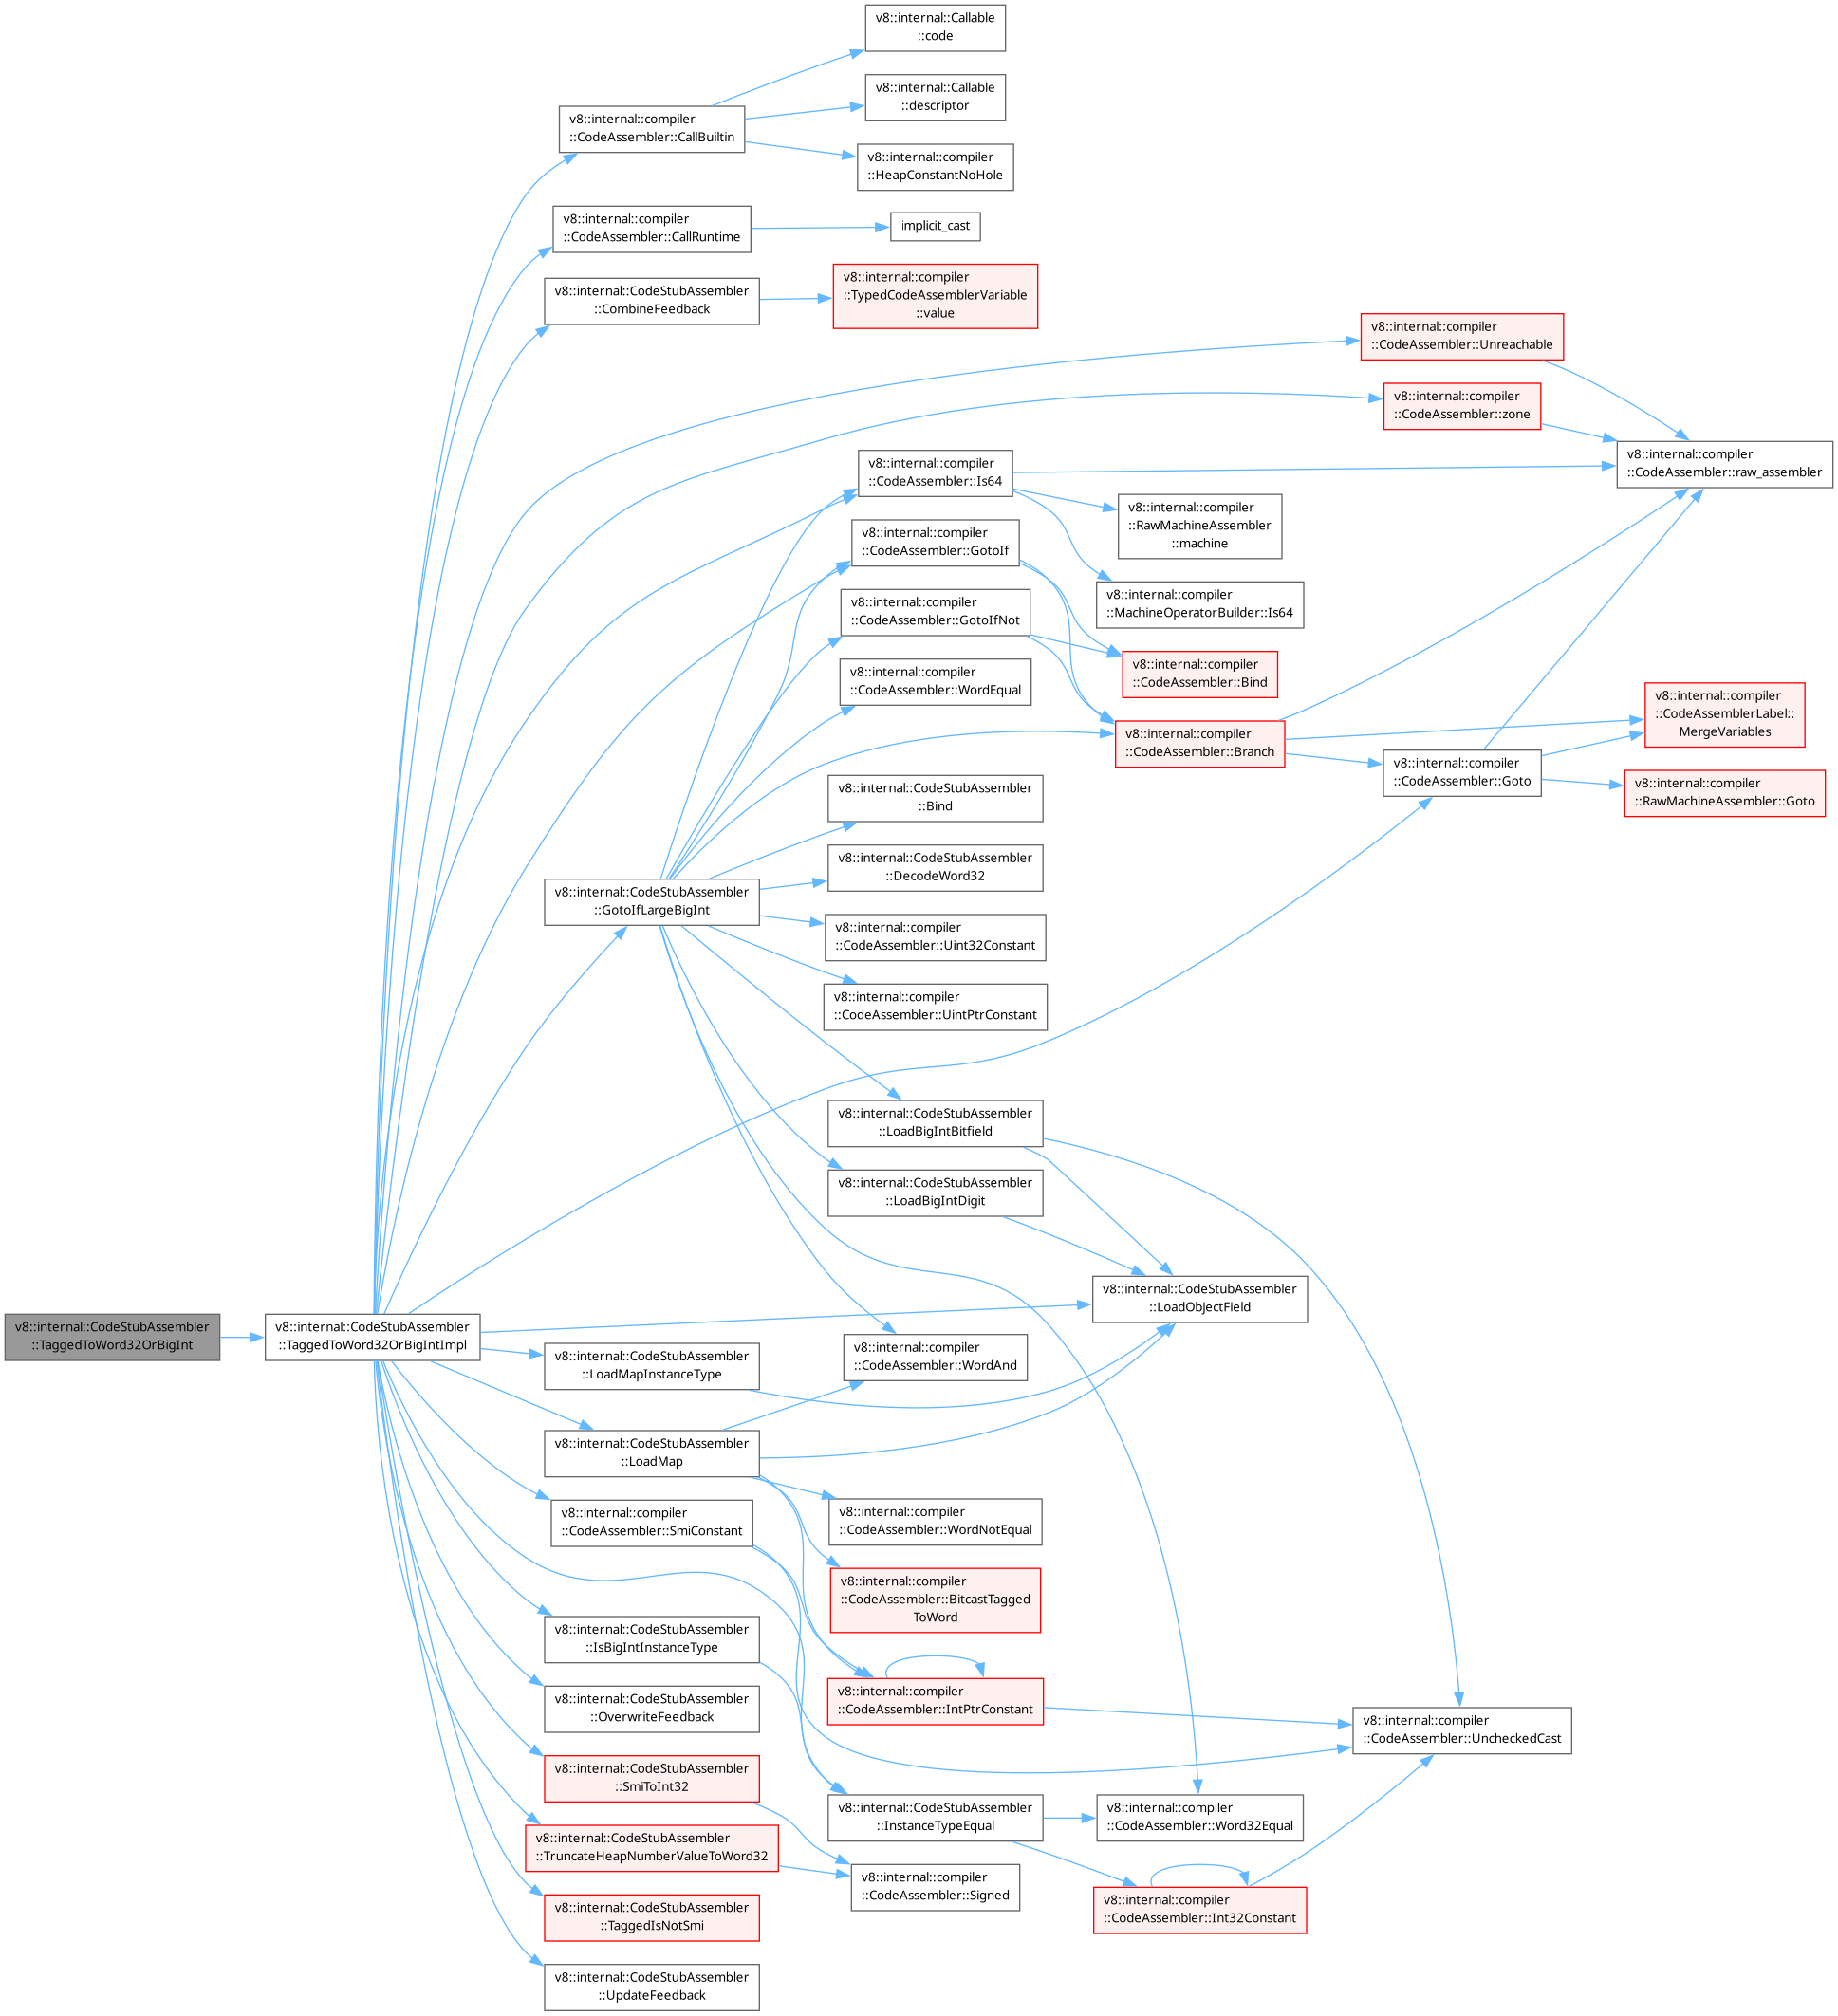 v8::internal::Callable
::code
v8::internal::Callable
::descriptor
v8::internal::compiler
::CodeAssembler::CallBuiltin
v8::internal::compiler
::HeapConstantNoHole
v8::internal::compiler
::CodeAssembler::CallRuntime
implicit_cast
v8::internal::CodeStubAssembler
::CombineFeedback
v8::internal::compiler
::TypedCodeAssemblerVariable
::value
v8::internal::compiler
::CodeAssembler::Unreachable
v8::internal::compiler
::CodeAssembler::zone
v8::internal::compiler
::CodeAssembler::raw_assembler
v8::internal::compiler
::CodeAssembler::Is64
v8::internal::compiler
::RawMachineAssembler
::machine
v8::internal::compiler
::CodeAssembler::GotoIf
v8::internal::compiler
::MachineOperatorBuilder::Is64
v8::internal::compiler
::CodeAssembler::GotoIfNot
v8::internal::compiler
::CodeAssembler::Bind
v8::internal::compiler
::CodeAssembler::WordEqual
v8::internal::compiler
::CodeAssemblerLabel::
MergeVariables
v8::internal::compiler
::CodeAssembler::Branch
v8::internal::compiler
::CodeAssembler::Goto
v8::internal::compiler
::RawMachineAssembler::Goto
v8::internal::CodeStubAssembler
::Bind
v8::internal::CodeStubAssembler
::DecodeWord32
v8::internal::CodeStubAssembler
::GotoIfLargeBigInt
v8::internal::compiler
::CodeAssembler::Uint32Constant
v8::internal::compiler
::CodeAssembler::UintPtrConstant
v8::internal::CodeStubAssembler
::LoadBigIntBitfield
v8::internal::CodeStubAssembler
::LoadBigIntDigit
v8::internal::CodeStubAssembler
::LoadObjectField
v8::internal::CodeStubAssembler
::TaggedToWord32OrBigInt
v8::internal::CodeStubAssembler
::TaggedToWord32OrBigIntImpl
v8::internal::CodeStubAssembler
::LoadMapInstanceType
v8::internal::compiler
::CodeAssembler::WordAnd
v8::internal::CodeStubAssembler
::LoadMap
v8::internal::compiler
::CodeAssembler::SmiConstant
v8::internal::compiler
::CodeAssembler::WordNotEqual
v8::internal::compiler
::CodeAssembler::BitcastTagged
ToWord
v8::internal::CodeStubAssembler
::IsBigIntInstanceType
v8::internal::compiler
::CodeAssembler::IntPtrConstant
v8::internal::CodeStubAssembler
::OverwriteFeedback
v8::internal::compiler
::CodeAssembler::UncheckedCast
v8::internal::CodeStubAssembler
::SmiToInt32
v8::internal::CodeStubAssembler
::InstanceTypeEqual
v8::internal::compiler
::CodeAssembler::Word32Equal
v8::internal::CodeStubAssembler
::TruncateHeapNumberValueToWord32
v8::internal::compiler
::CodeAssembler::Signed
v8::internal::compiler
::CodeAssembler::Int32Constant
v8::internal::CodeStubAssembler
::TaggedIsNotSmi
v8::internal::CodeStubAssembler
::UpdateFeedback